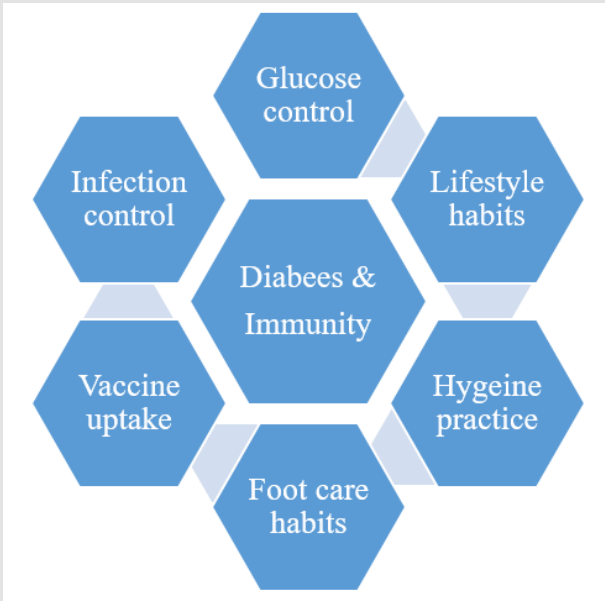 Glucose
control
Lifestyle
habits
Hygeine
practice
Foot care
habits
Vaccine
uptake
Infection
control
Diabees &
Immunity